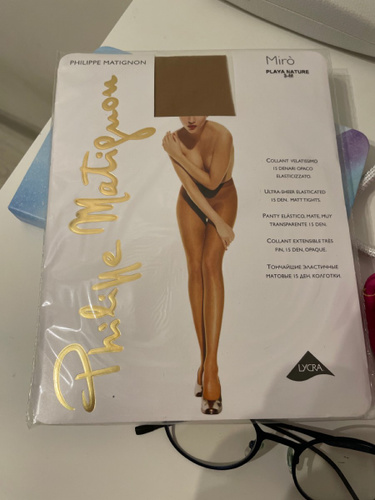 PHILIPPE MATIGNON
Mirò
PLAYA NATURE
S-M
Philippe Matignon
COLLANT VELATISSIMO
15 DENARI OPACO
ELASTICIZZATO.
ULTRA-SHEER ELASTICATED
15 DEN. MATT TIGHTS.
PANTY ELÁSTICO, MATE, MUY
TRANSPARENTE 15 DEN.
COLLANT EXTENSIBLE TRES
FIN, 15 DEN, OPAQUE.
ТОНЧАЙШИЕ ЭЛАСТИЧНЫЕ
МАТОВЫЕ 15 ДЕН КОЛГОТКИ.
LYCRA